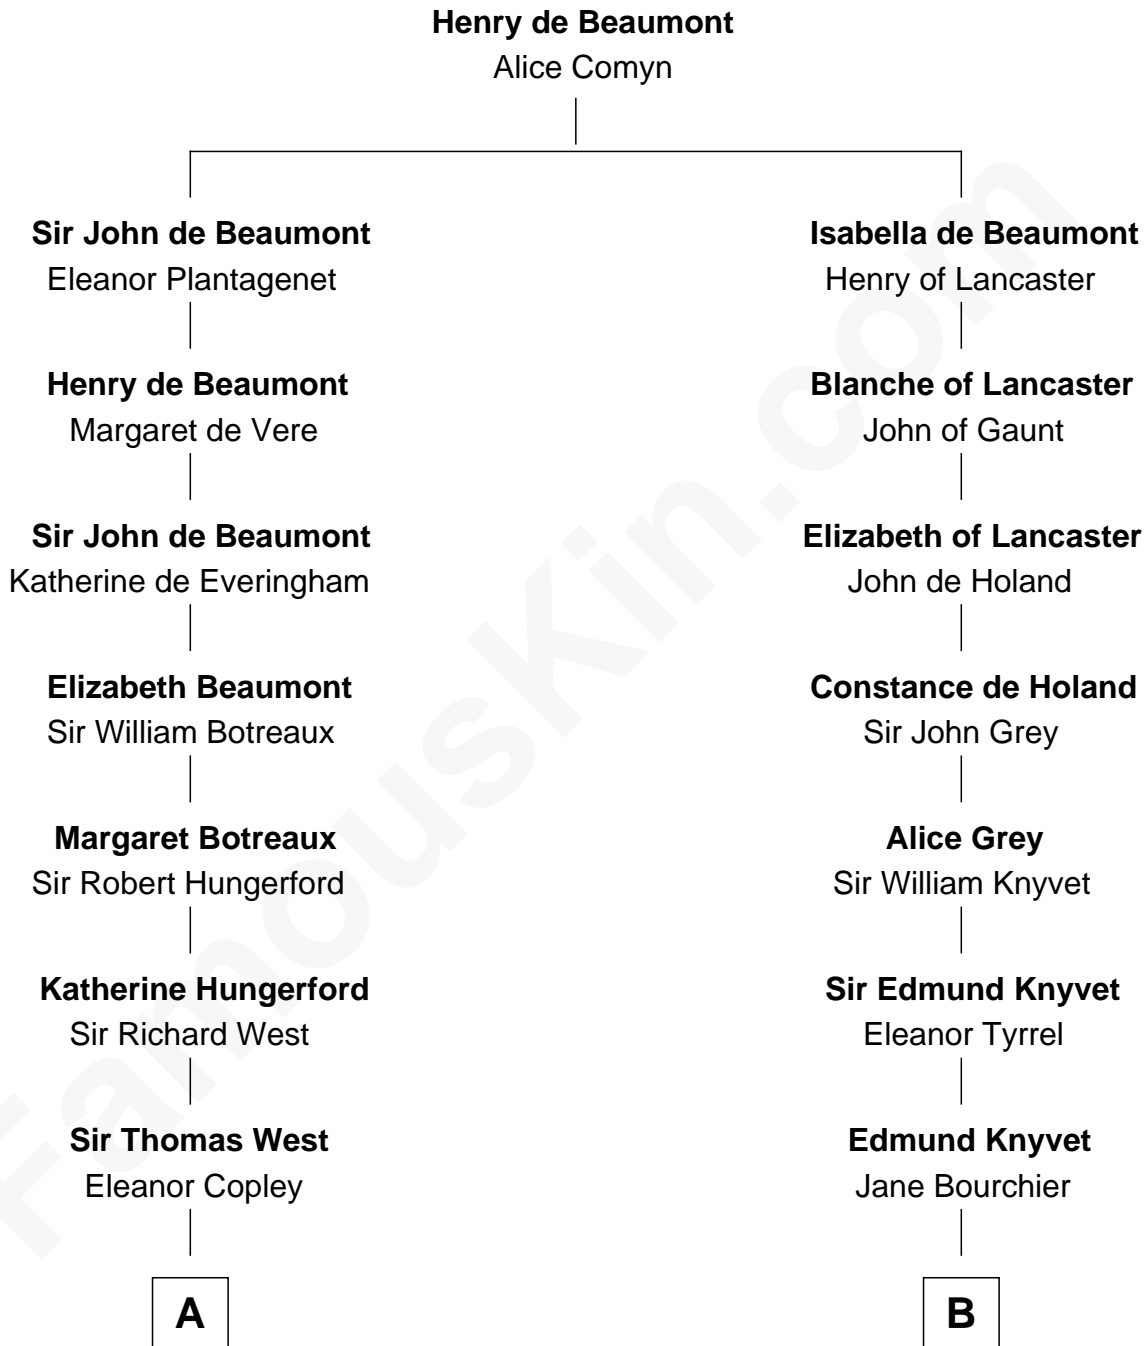 Henry de Beaumont
Alice Comyn
Sir John de Beaumont
Eleanor Plantagenet
Isabella de Beaumont
Henry of Lancaster
Henry de Beaumont
Margaret de Vere
Blanche of Lancaster
John of Gaunt
Sir John de Beaumont
Katherine de Everingham
Elizabeth of Lancaster
John de Holand
Elizabeth Beaumont
Sir William Botreaux
Constance de Holand
Sir John Grey
Margaret Botreaux
Sir Robert Hungerford
Alice Grey
Sir William Knyvet
Katherine Hungerford
Sir Richard West
Sir Edmund Knyvet
Eleanor Tyrrel
Sir Thomas West
Eleanor Copley
Edmund Knyvet
Jane Bourchier
A
B
FamousKin.com